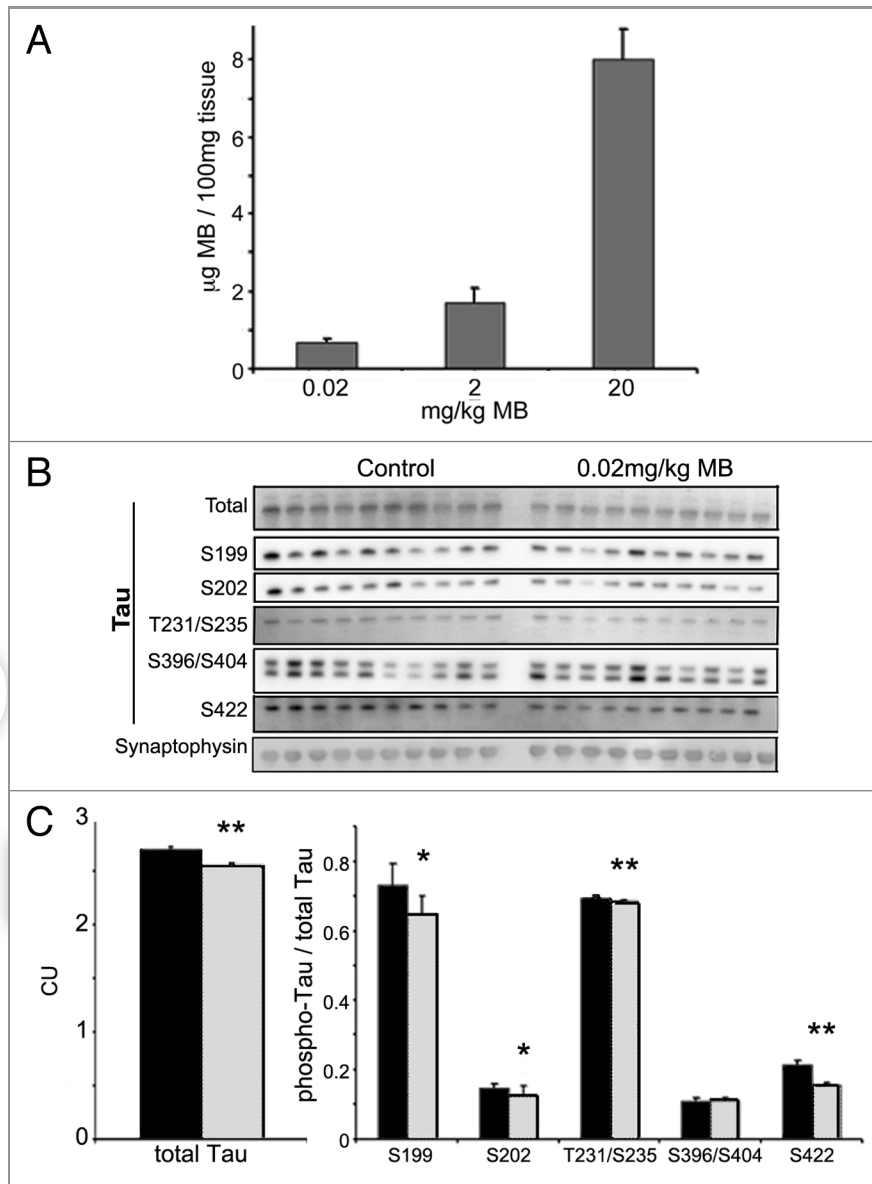 A
µg MB / 100mg tissue
8
6
4
2
0
0.02
2
20
mg/kg MB
B
Control
0.02mg/kg MB
Tau
Total
S199
S202
T231/S235
S396/S404
S422
Synaptophysin
C
CU
3
2
1
0
**
total Tau
phospho-Tau / total Tau
0.8
0.6
0.4
0.2
0
*
*
**
**
S199
S202
T231/S235
S396/S404
S422